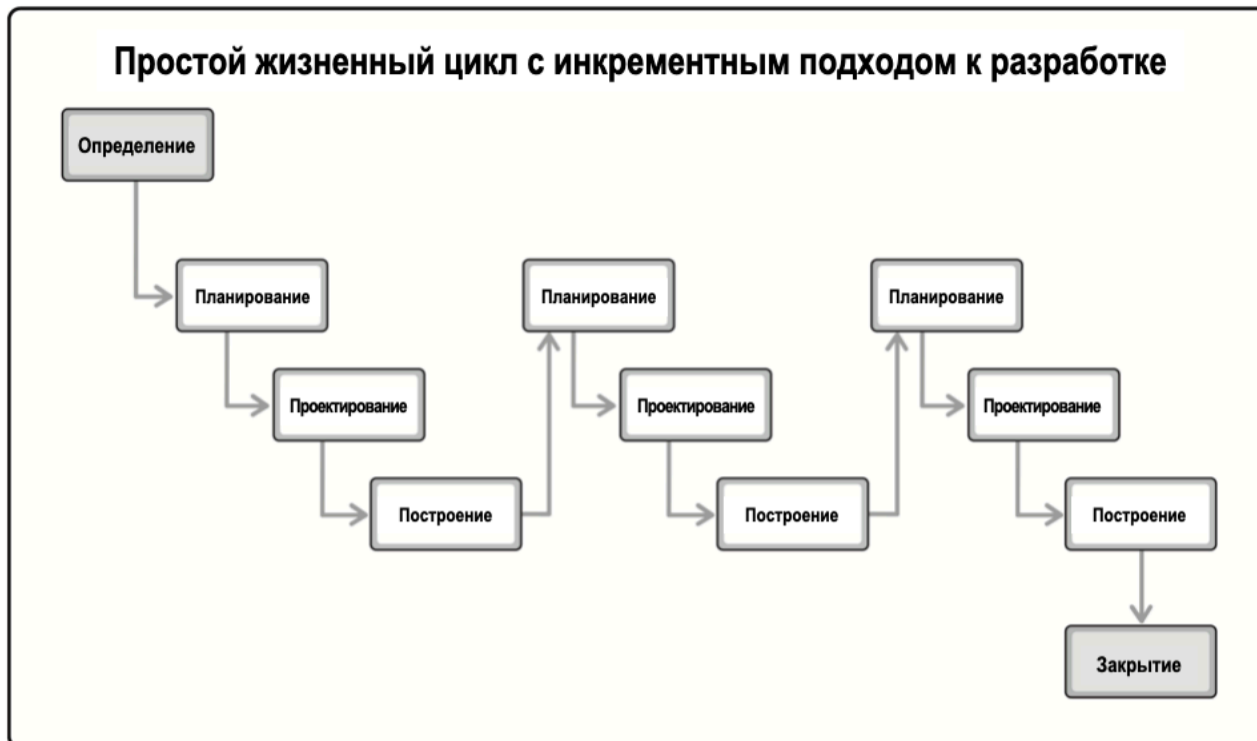 Простой жизненный цикл с инкрементным подходом к разработке
Определение
Планирование
Планирование
Планирование
Проектирование
Проектирование
Проектирование
Построение
Построение
Построение
Закрытие